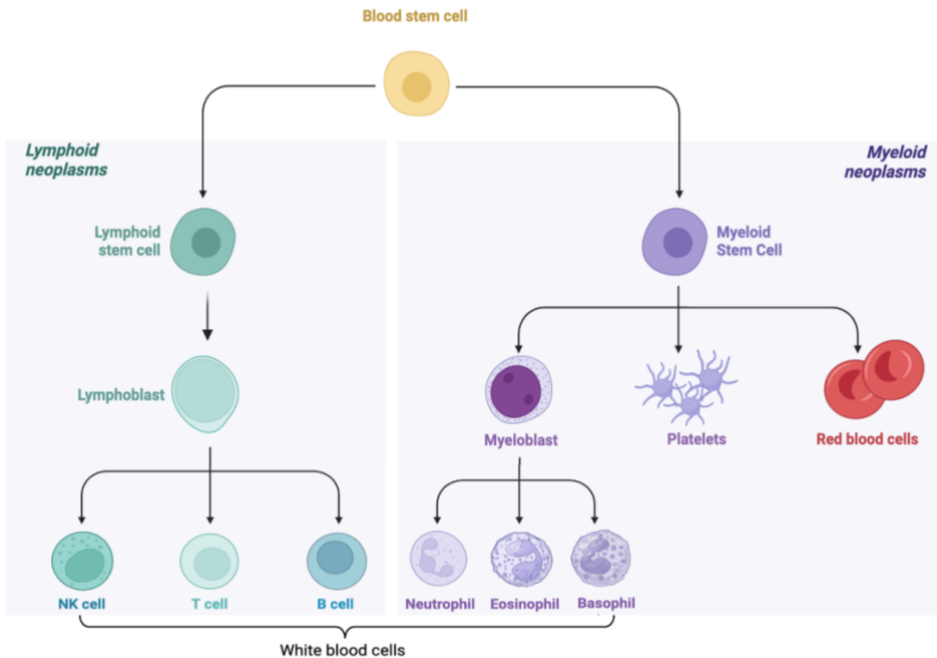 Blood stem cell
Lymphoid
neoplasms
Myeloid
neoplasms
Lymphoid
stem cell
Myeloid
Stem Cell
Lymphoblast
Myeloblast
Platelets
Red blood cells
NK cell
T cell
B cell
Neutrophil
Eosinophil
Basophil
White blood cells